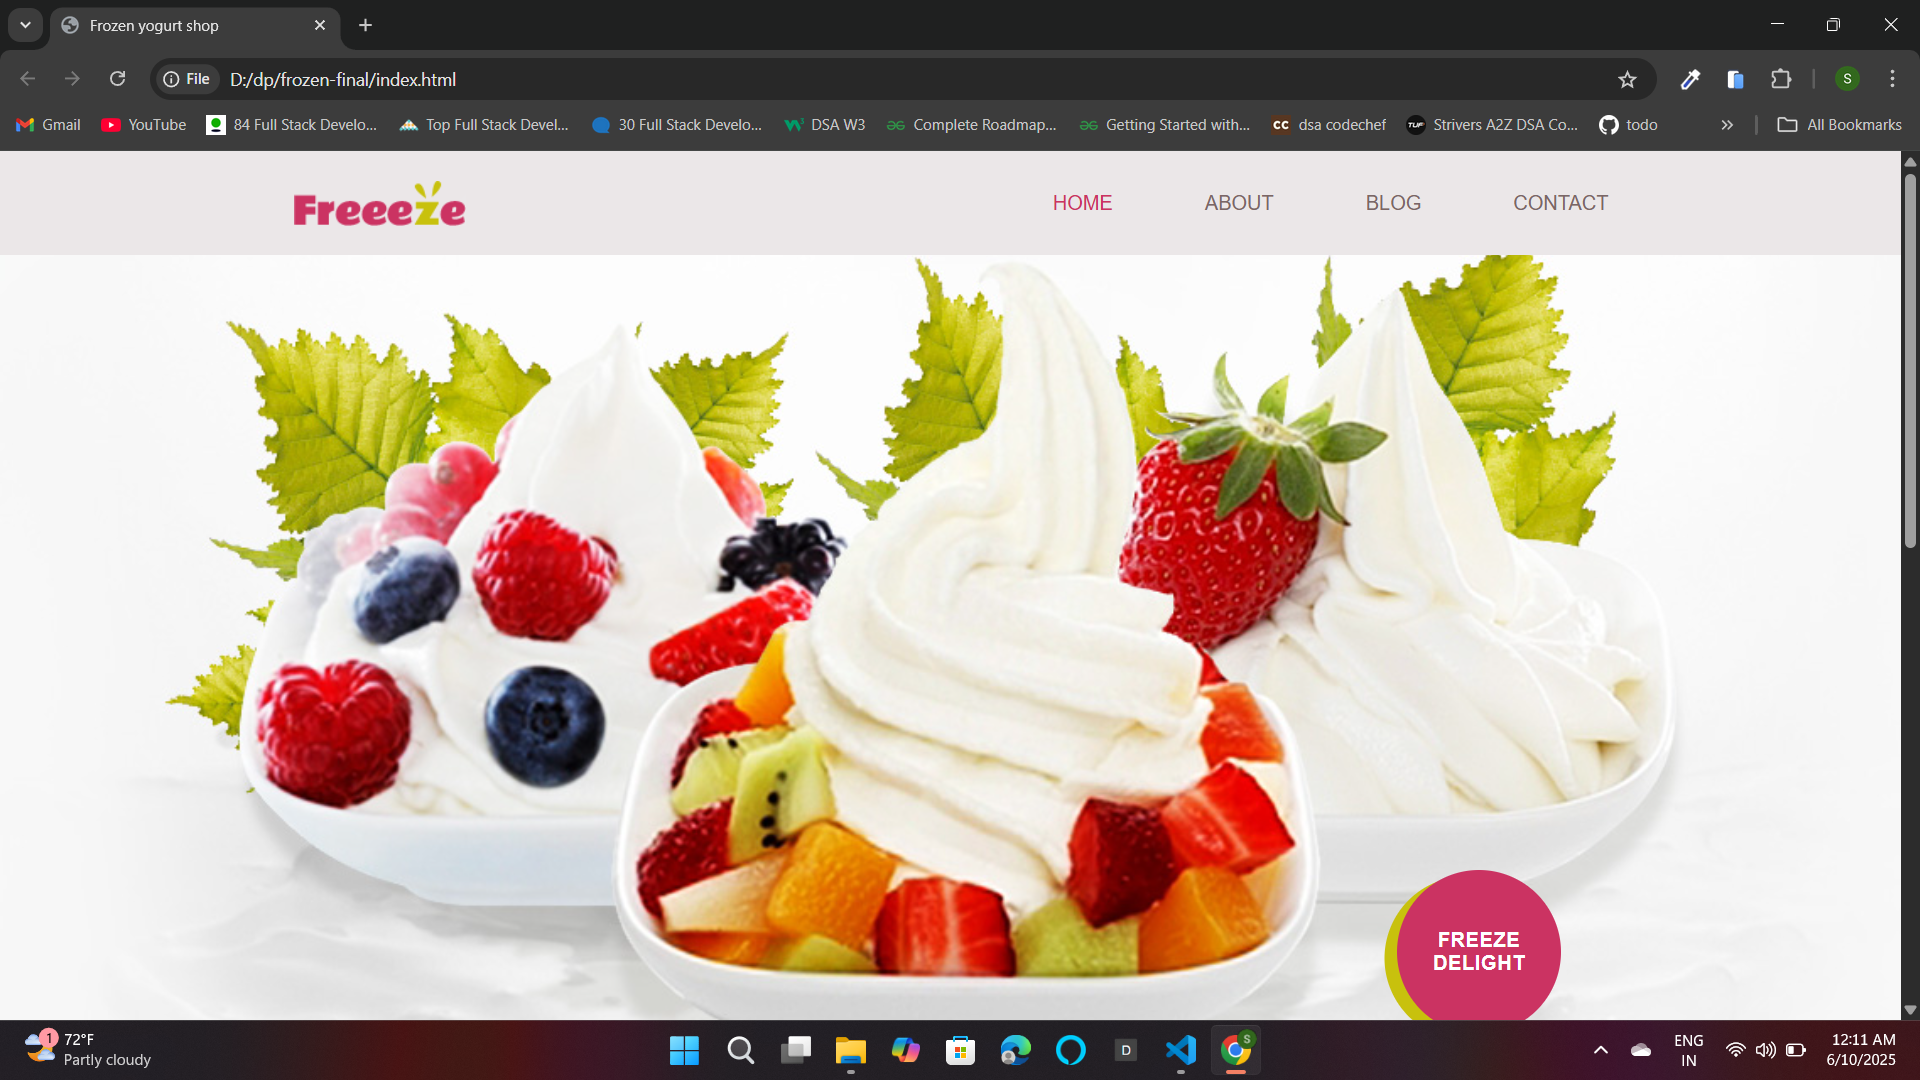 Frozen yogurt shop
File D:/dp/frozen-final/index.html
S
Gmail YouTube 84 Full Stack Develo... Top Full Stack Devel... 30 Full Stack Develo... DSA W3 Complete Roadmap... Getting Started with... CC dsa codechef TUF Strivers A2Z DSA Co... todo All Bookmarks
Freeeze HOME ABOUT BLOG CONTACT
FREEZE
DELIGHT
1 72°F
Partly cloudy
D
S
ENG
IN
12:11 AM
6/10/2025